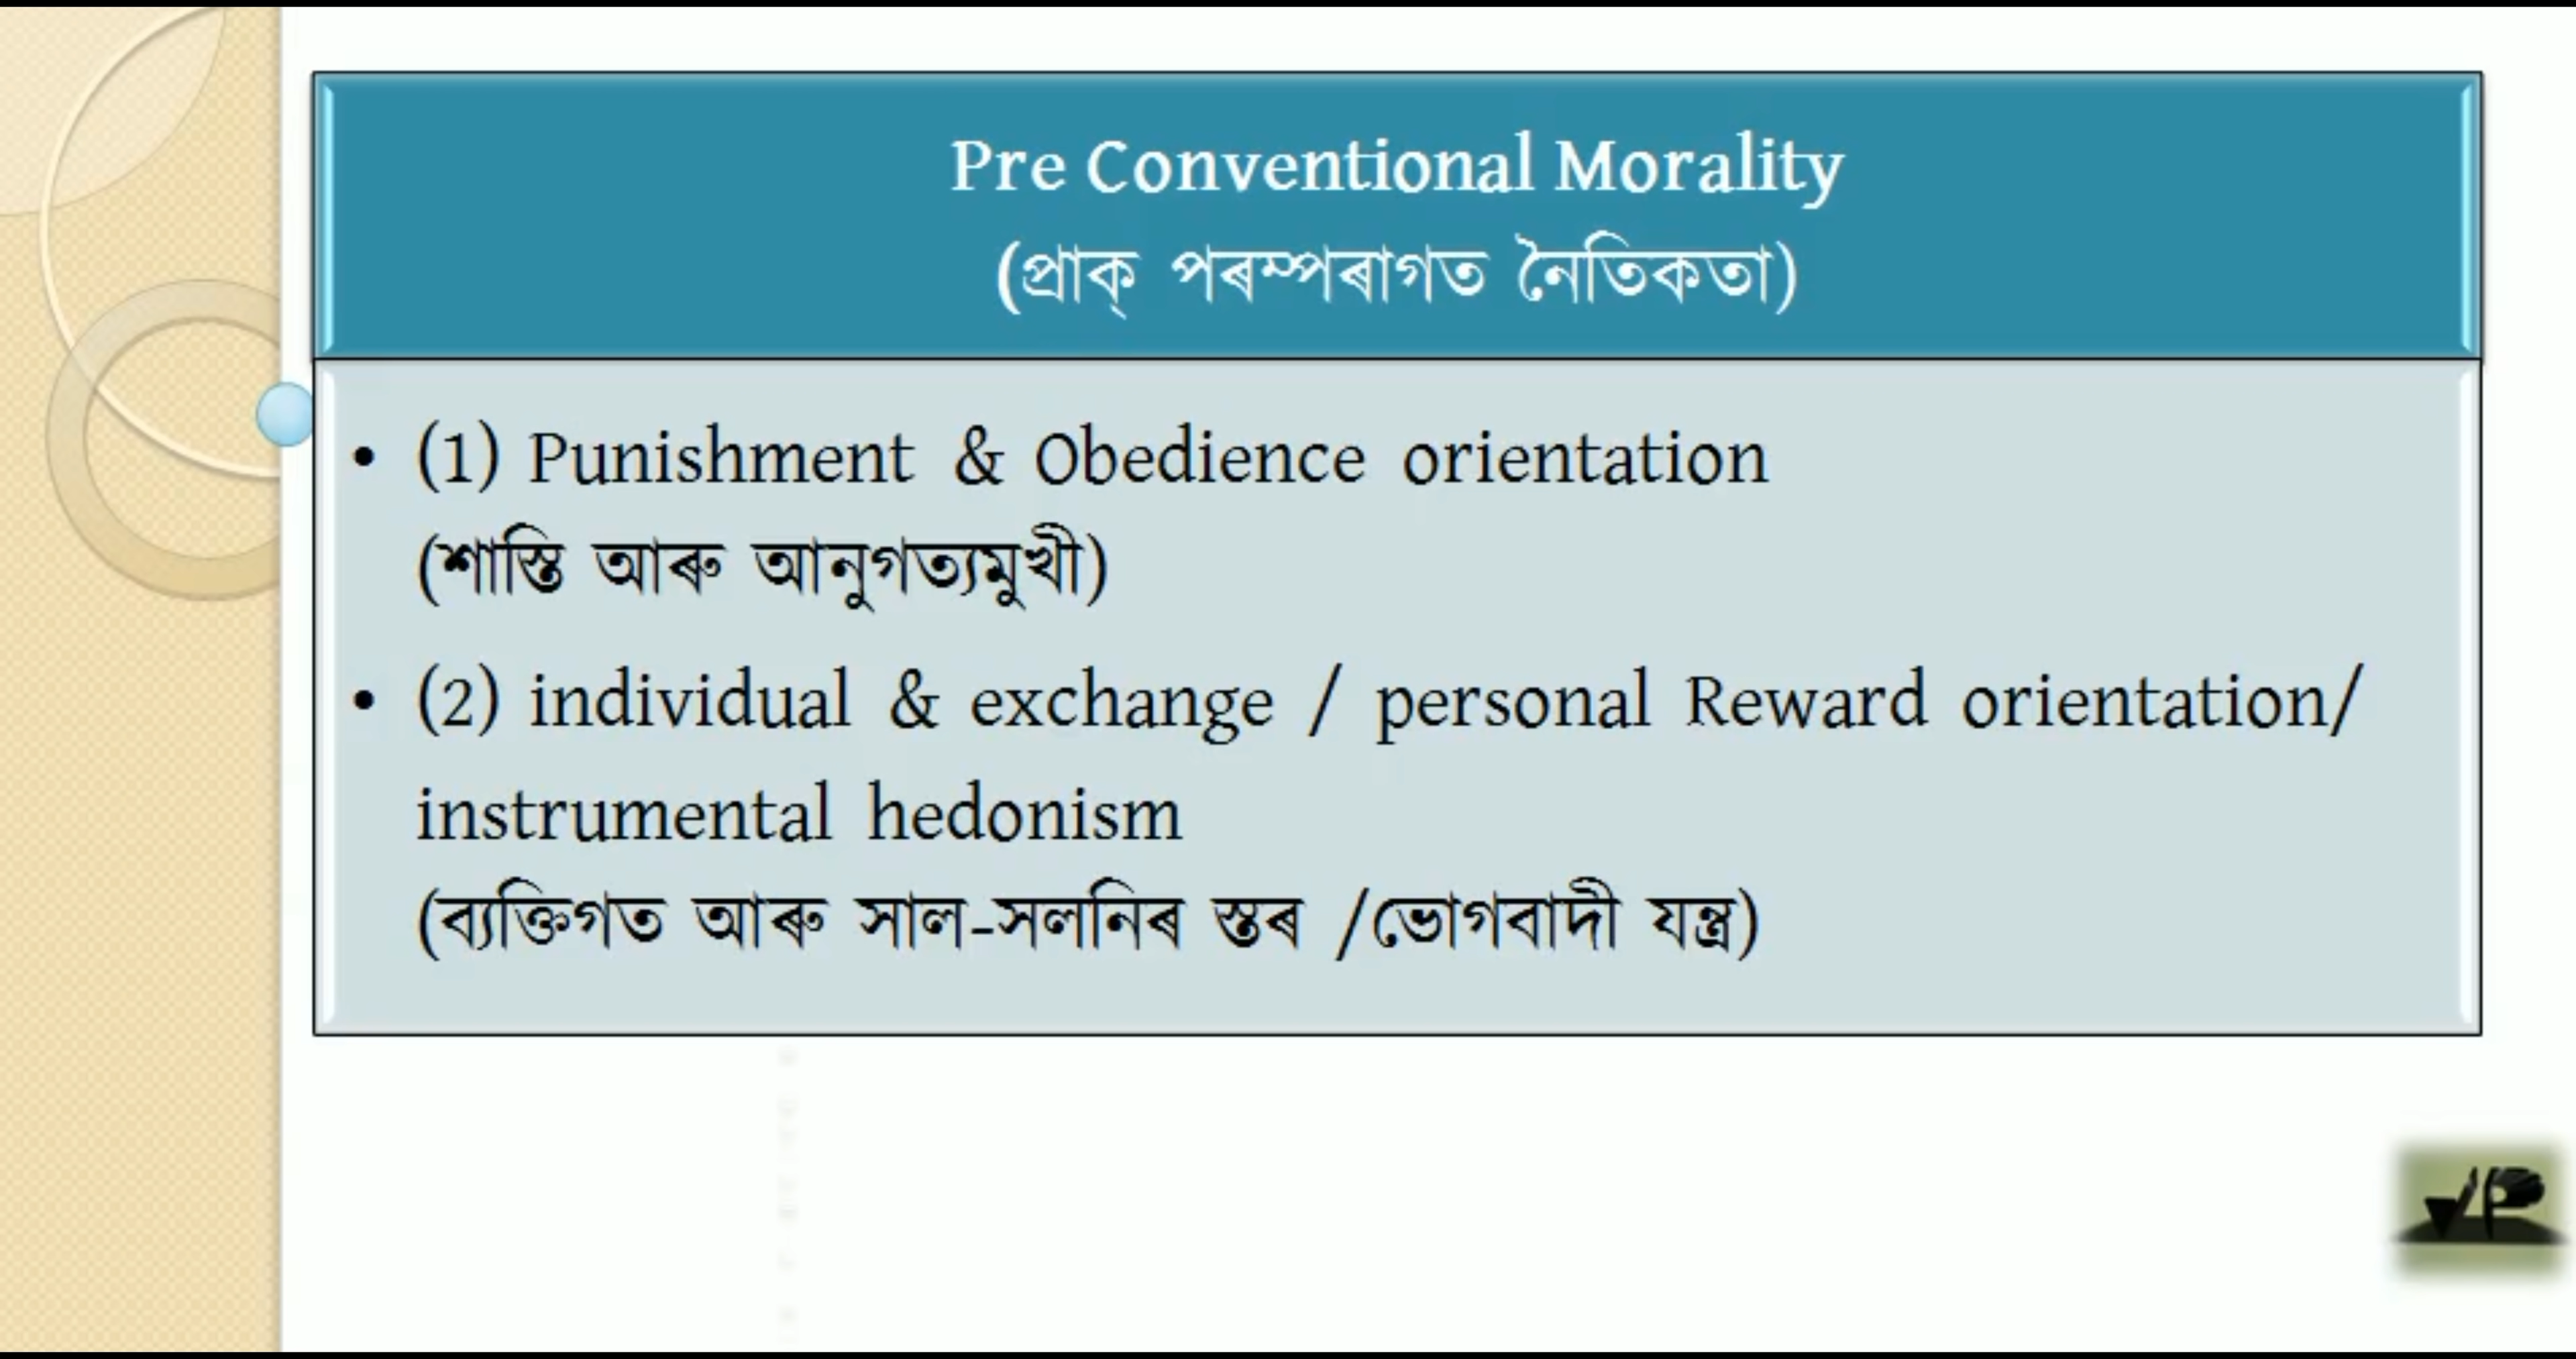 Pre Conventional Morality
(প্ৰাক্ পৰম্পৰাগত নৈতিকতা)
• (1) Punishment & Obedience orientation
(শাস্তি আৰু আনুগত্যমুখী)
• (2) individual & exchange / personal Reward orientation/
instrumental hedonism
(ব্যক্তিগত আৰু সাল-সলনিৰ স্তৰ /ভোগবাদী যন্ত্ৰ)